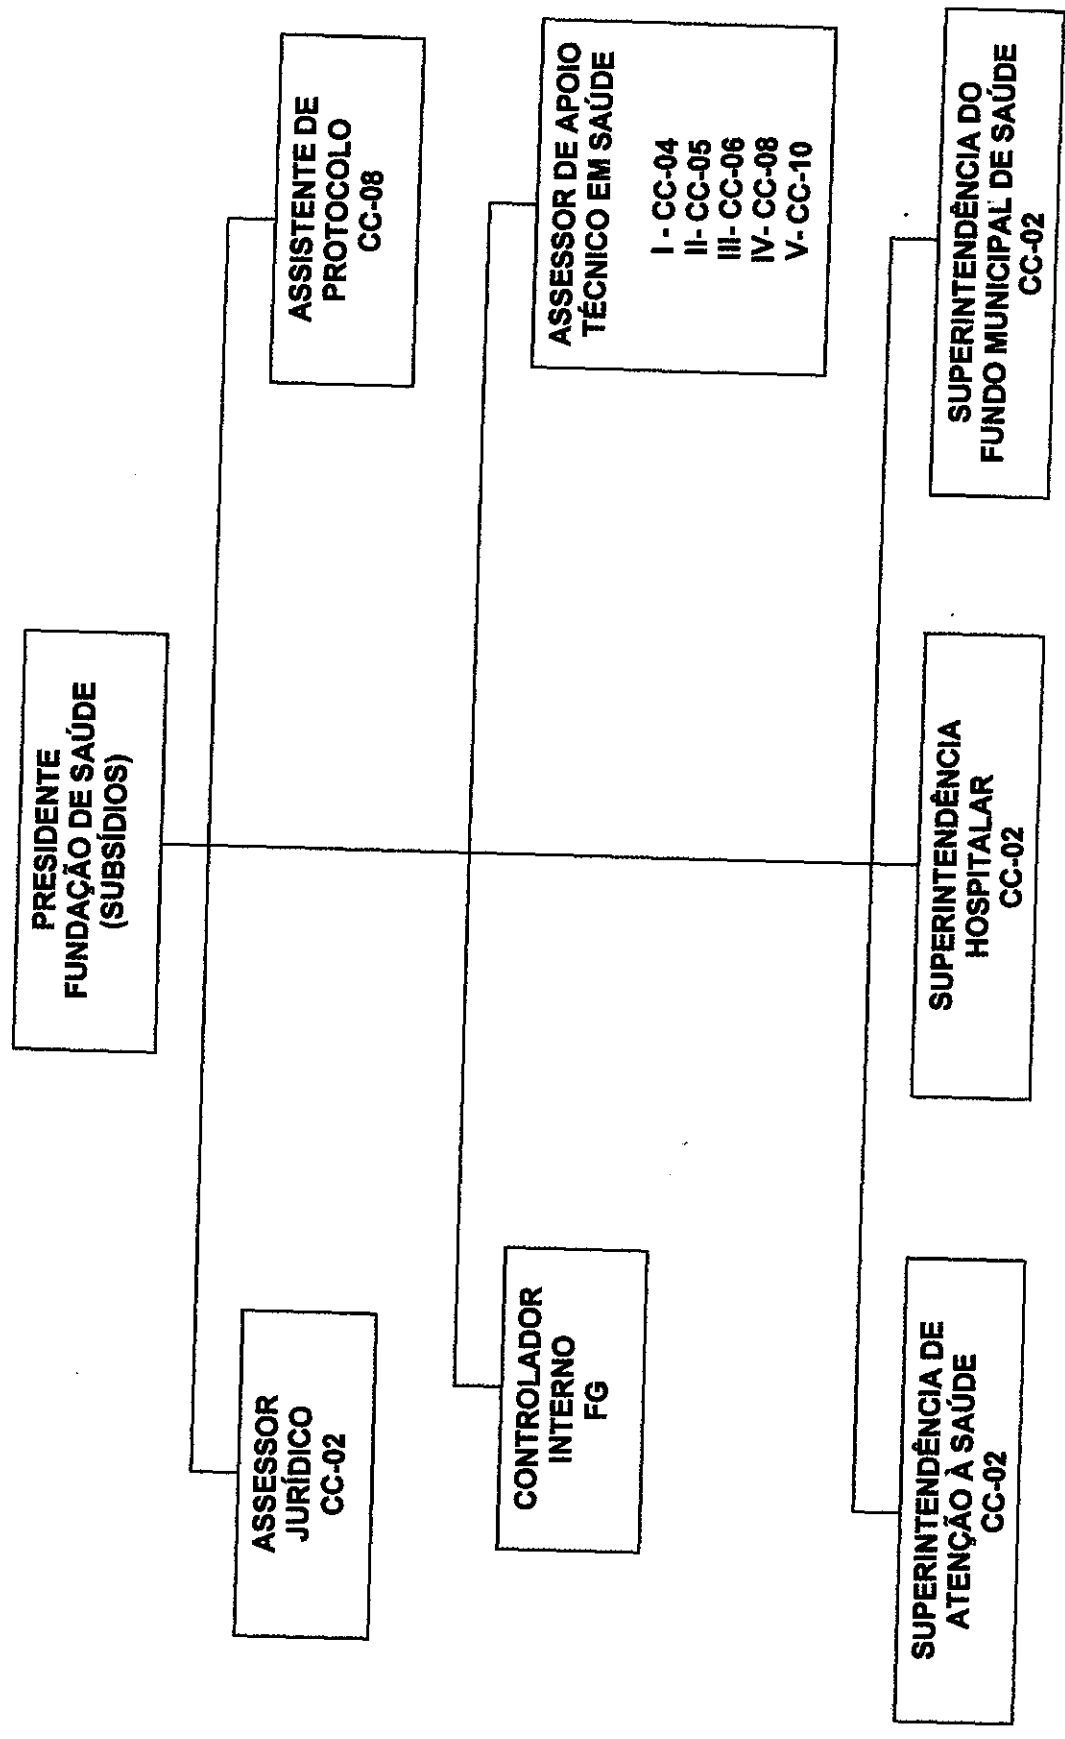 PRESIDENTE
FUNDAÇÃO DE SAÚDE
(SUBSÍDIOS)
ASSESSOR
JURÍDICO
CC-02
ASSISTENTE DE
PROTOCOLO
CC-08
CONTROLADOR
INTERNO
FG
ASSESSOR DE APOIO
TÉCNICO EM SAÚDE
I - CC-04
II- CC-05
III- CC-06
IV- CC-08
V- CC-10
SUPERINTENDÊNCIA DE
ATENÇÃO À SAÚDE
CC-02
SUPERINTENDÊNCIA
HOSPITALAR
CC-02
SUPERINTENDÊNCIA DO
FUNDO MUNICIPAL DE SAÚDE
CC-02